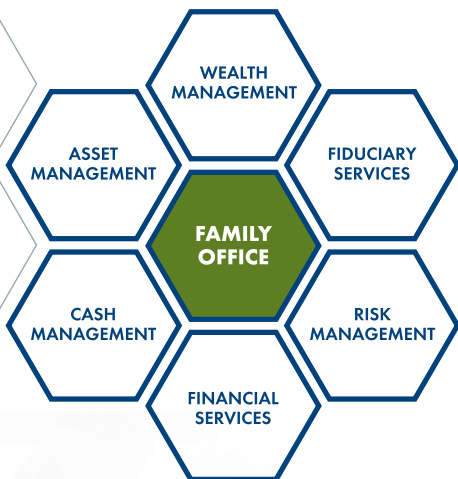 WEALTH
MANAGEMENT
ASSET
MANAGEMENT
FIDUCIARY
SERVICES
FAMILY
OFFICE
CASH
MANAGEMENT
RISK
MANAGEMENT
FINANCIAL
SERVICES